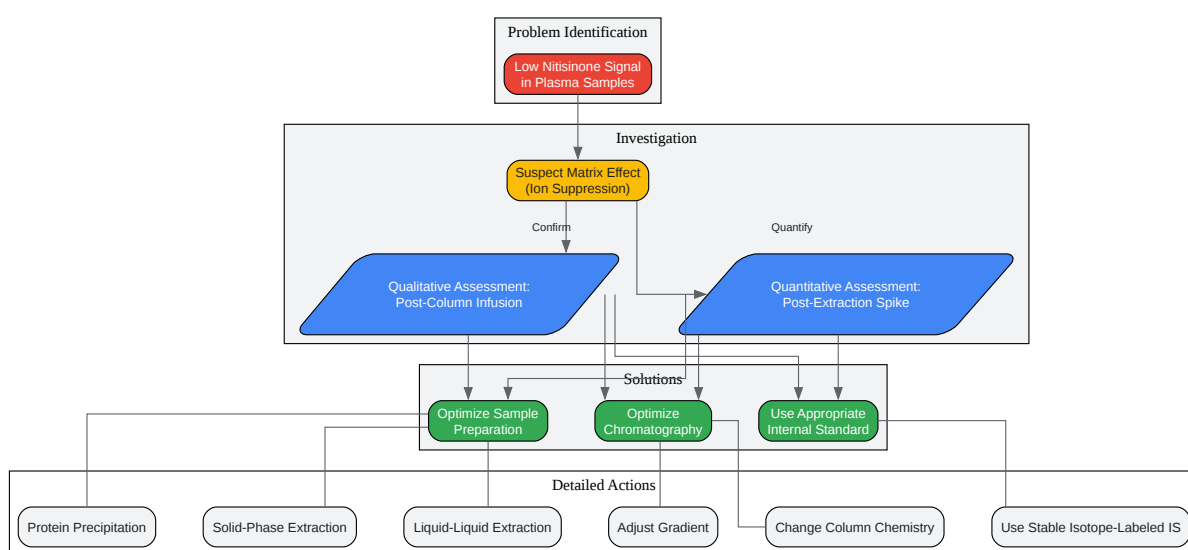 Problem Identification
Low Nitisinone Signal
in Plasma Samples
Investigation
Suspect Matrix Effect
(Ion Suppression)
Confirm
Quantify
Qualitative Assessment:
Post-Column Infusion
Quantitative Assessment:
Post-Extraction Spike
Solutions
Optimize Sample
Preparation
Optimize
Chromatography
Use Appropriate
Internal Standard
Detailed Actions
Protein Precipitation
Solid-Phase Extraction
Liquid-Liquid Extraction
Adjust Gradient
Change Column Chemistry
Use Stable Isotope-Labeled IS